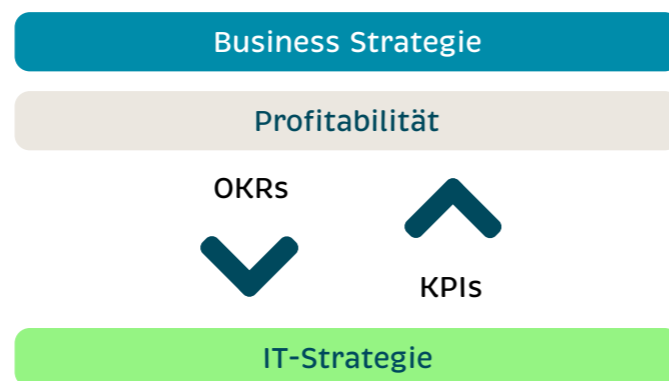 Business Strategie
Profitabilität
OKRs
KPIs
IT-Strategie